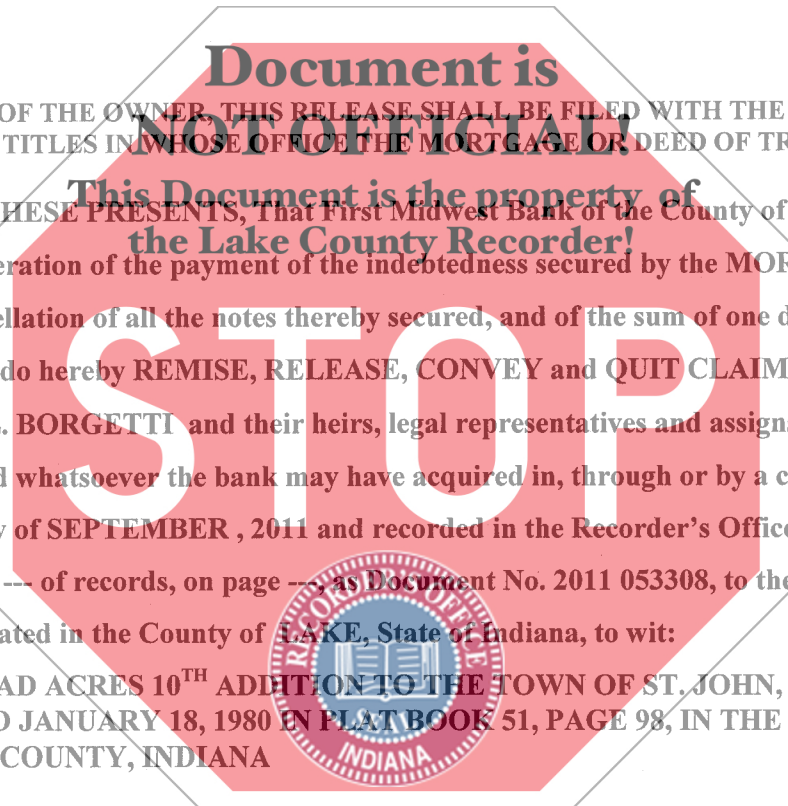 Document is
OF THE OWNER, THIS RELEASE SHALL BE FILED WITH THE
NOT OFFICIAL!
TITLES IN WHOSE OFFICE THE MORTGAGE OR DEED OF TR
This Document is the property of
HESE PRESENTS, That First Midwest Bank of the County of
the Lake County Recorder!
eration of the payment of the indebtedness secured by the MOR
ellation of all the notes thereby secured, and of the sum of one d
STOP
do hereby REMISE, RELEASE, CONVEY and QUIT CLAIM
. BORGETTI and their heirs, legal representatives and assigns
d whatsoever the bank may have acquired in, through or by a c
y of SEPTEMBER , 2011 and recorded in the Recorder's Office
--- of records, on page ---, as Document No. 2011 053308, to the
RECORDER'S OFFICE
ated in the County of LAKE, State of Indiana, to wit:
AD ACRES 10TH ADDITION TO THE TOWN OF ST. JOHN,
D JANUARY 18, 1980 IN PLAT BOOK 51, PAGE 98, IN THE
COUNTY, INDIANA
INDIANA